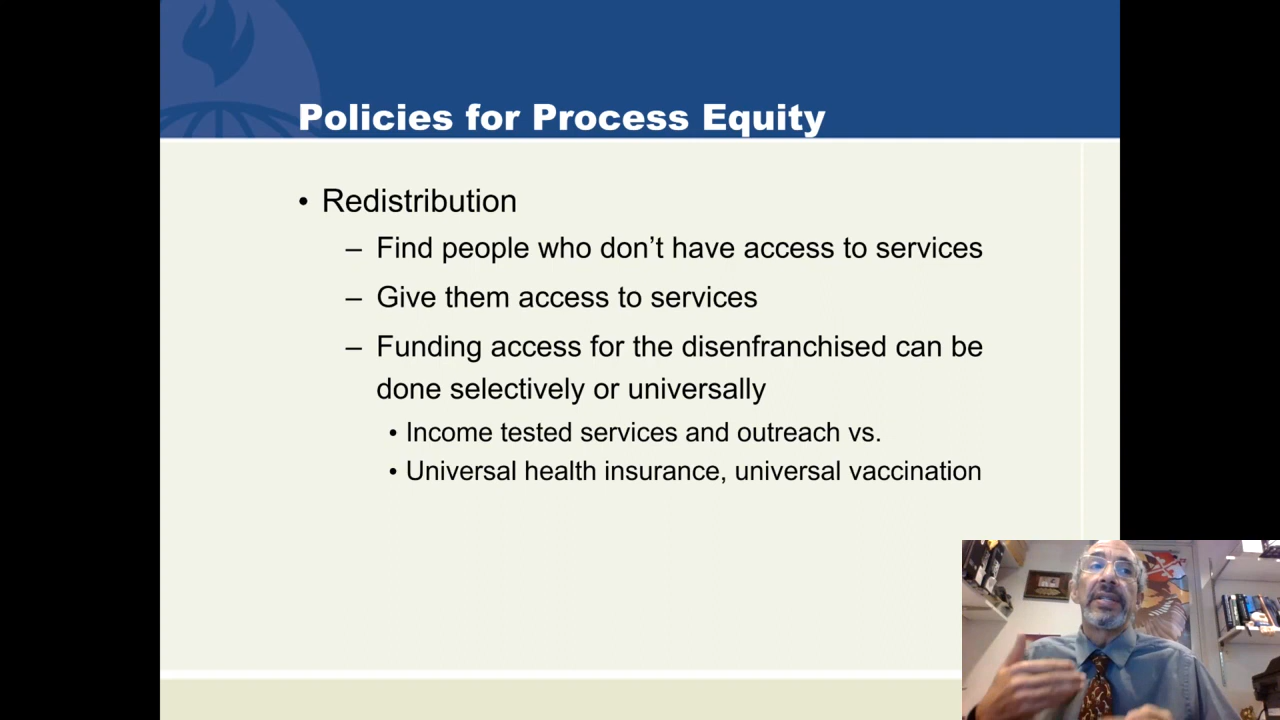 Policies for Process Equity
• Redistribution
– Find people who don’t have access to services
– Give them access to services
– Funding access for the disenfranchised can be
done selectively or universally
• Income tested services and outreach vs.
• Universal health insurance, universal vaccination